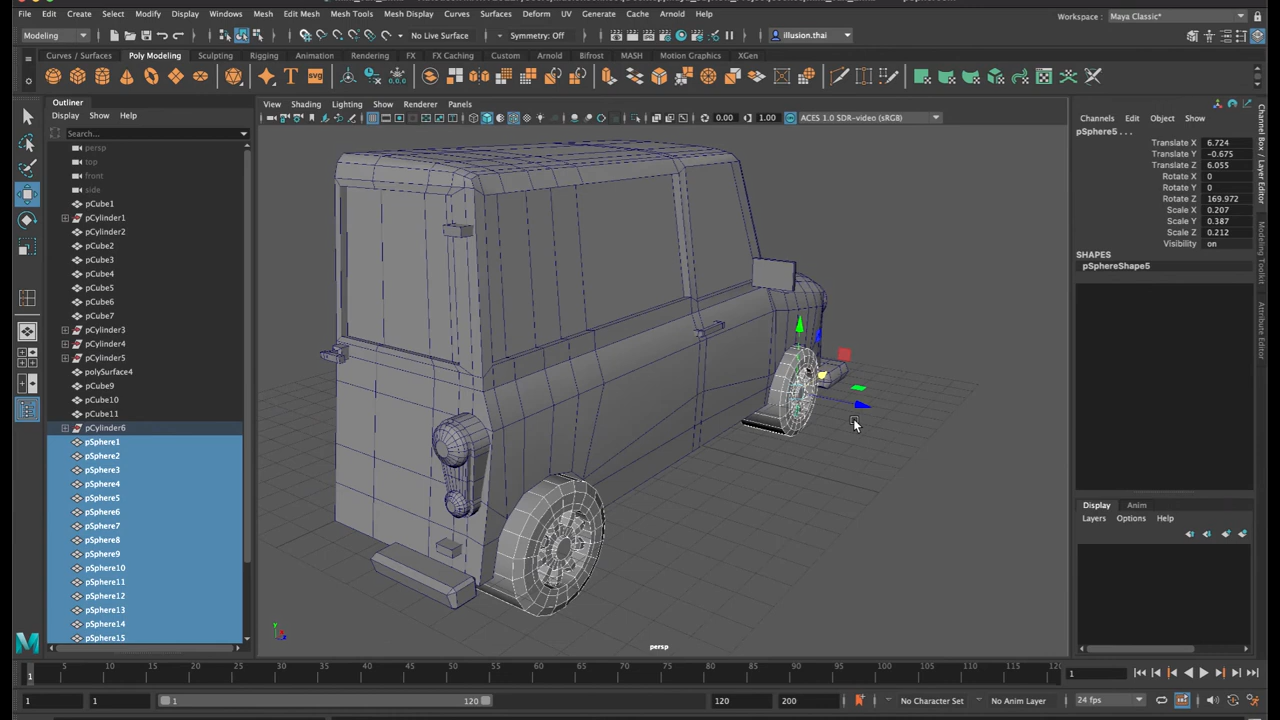 File Edit Create Select Modify Display Windows Mesh Edit Mesh Mesh Tools Mesh Display Curves Surfaces Deform UV Generate Cache Arnold Help
Workspace : Maya Classic*
Modeling
No Live Surface
Symmetry: Off
illusion.thai
Curves / Surfaces Poly Modeling Sculpting Rigging Animation Rendering FX FX Caching Custom Arnold Bifrost MASH Motion Graphics XGen
Outliner
Display Show Help
Search...
persp
top
front
side
pCube1
pCylinder1
pCylinder2
pCube2
pCube3
pCube4
pCube5
pCube6
pCube7
pCylinder3
pCylinder4
pCylinder5
polySurface4
pCube9
pCube10
pCube11
pCylinder6
pSphere1
pSphere2
pSphere3
pSphere4
pSphere5
pSphere6
pSphere7
pSphere8
pSphere9
pSphere10
pSphere11
pSphere12
pSphere13
pSphere14
pSphere15
View Shading Lighting Show Renderer Panels
0.00 1.00 ACES 1.0 SDR-video (sRGB)
persp
Channels Edit Object Show
pSphere5 . . .
Translate X 6.724
Translate Y -0.675
Translate Z 6.055
Rotate X 0
Rotate Y 0
Rotate Z 169.972
Scale X 0.207
Scale Y 0.387
Scale Z 0.212
Visibility on
SHAPES
pSphereShape5
Display Anim
Layers Options Help
Channel Box / Layer Editor
Modeling Toolkit
Attribute Editor
1 5 10 15 20 25 30 35 40 45 50 55 60 65 70 75 80 85 90 95 100 105 110 115 120
1
1 1 1 120 120 200 No Character Set No Anim Layer 24 fps